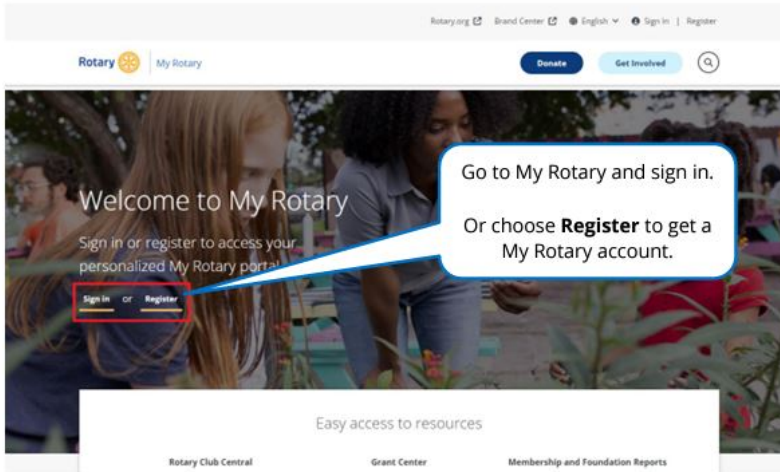 Rotary.org Brand Center English Sign in | Register
Rotary My Rotary Donate Get Involved
Welcome to My Rotary
Sign in or register to access your
personalized My Rotary portal
Sign in or Register
Go to My Rotary and sign in.
Or choose Register to get a
My Rotary account.
Easy access to resources
Rotary Club Central Grant Center Membership and Foundation Reports